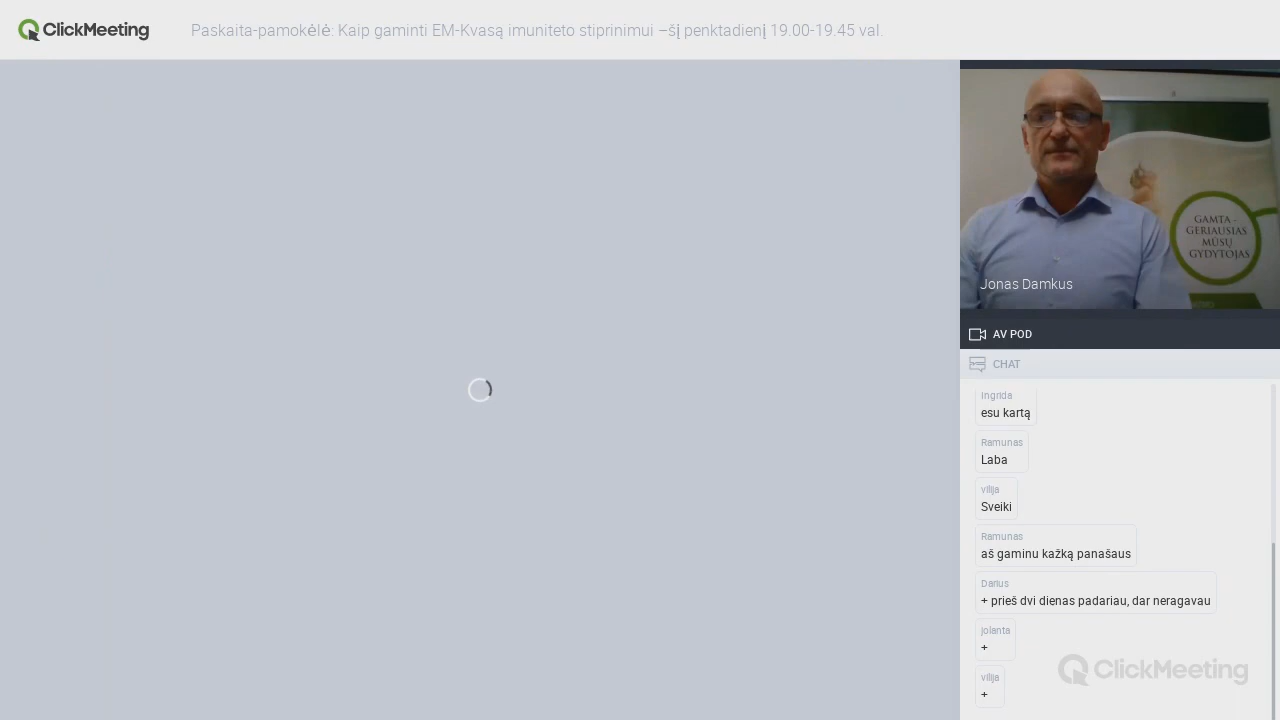 ClickMeeting
Paskaita-pamokėlė: Kaip gaminti EM-Kvasą imuniteto stiprinimui –šį penktadienį 19.00-19.45 val.
GAMTA -
GERIAUSIAS
MŪSŲ
GYDYTOJAS
Jonas Damkus
AV POD
CHAT
Ingrida
esu kartą
Ramunas
Laba
vilija
Sveiki
Ramunas
aš gaminu kažką panašaus
Darius
+ prieš dvi dienas padariau, dar neragavau
jolanta
+
vilija
+
ClickMeeting